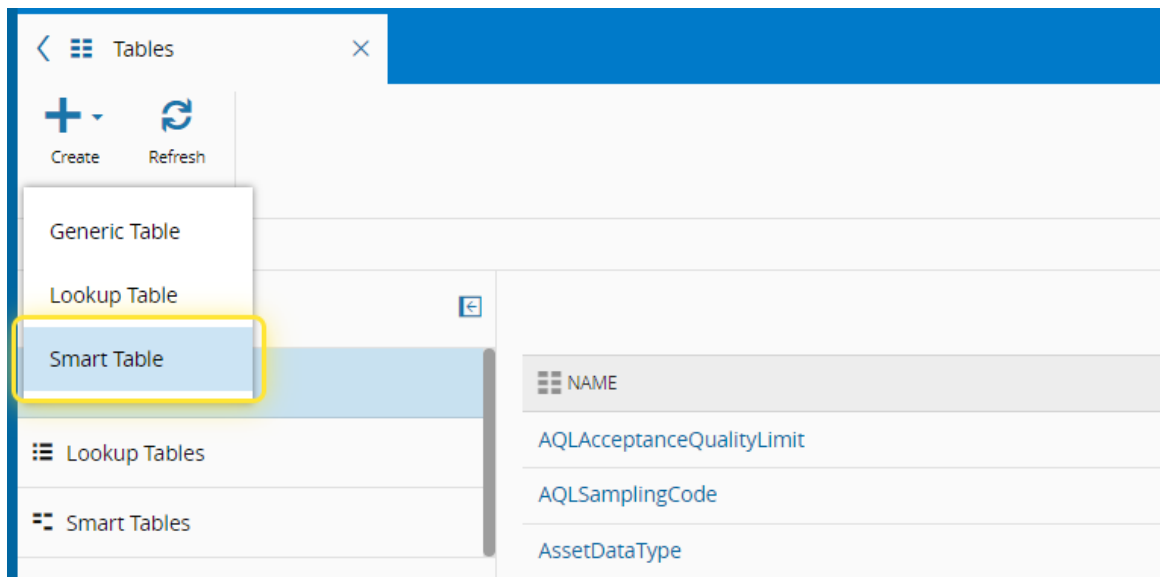 Tables
Create
Refresh
Generic Table
Lookup Table
Smart Table
Lookup Tables
Smart Tables
NAME
AQLAcceptanceQualityLimit
AQLSamplingCode
AssetDataType